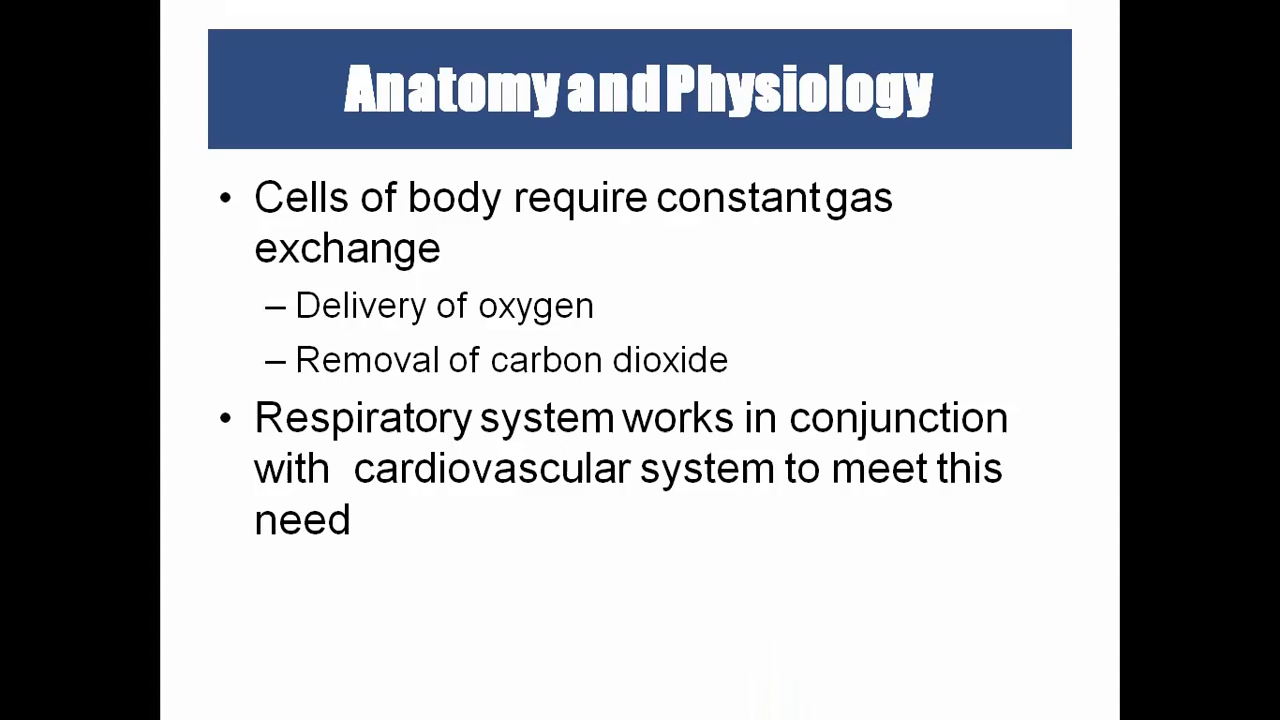 Anatomy and Physiology
• Cells of body require constant gas
exchange
– Delivery of oxygen
– Removal of carbon dioxide
• Respiratory system works in conjunction
with cardiovascular system to meet this
need